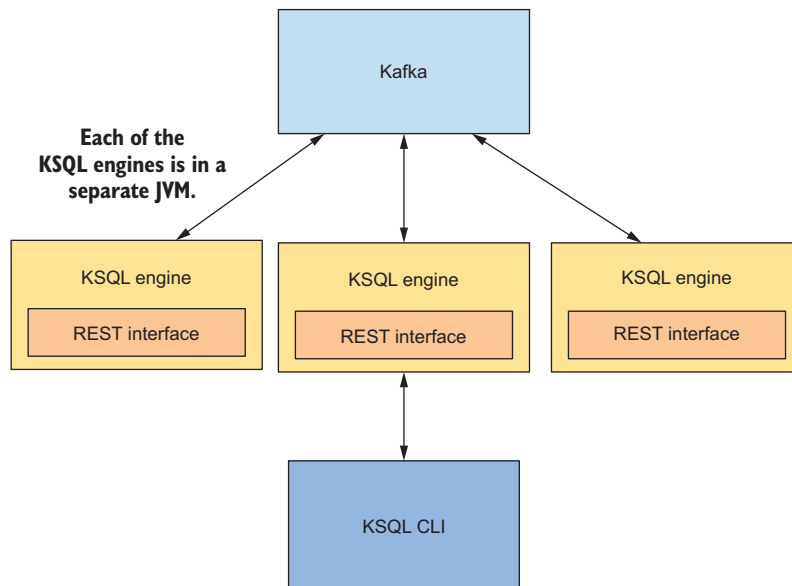 Kafka
Each of the
KSQL engines is in a
separate JVM.
KSQL engine
REST interface
KSQL engine
REST interface
KSQL engine
REST interface
KSQL CLI